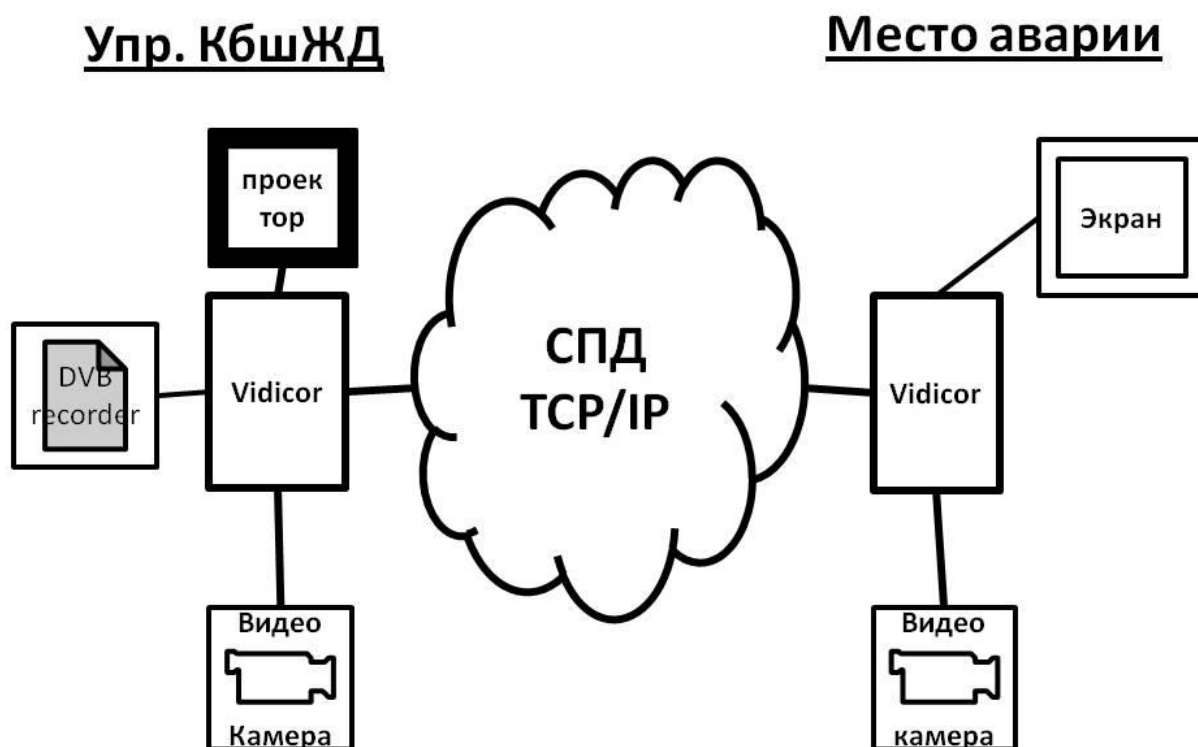 Упр. КбшЖД
Место аварии
проек
тор
Экран
DVB
recorder
Vidicor
СПД
TCP/IP
Vidicor
Видео
Камера
Видео
камера